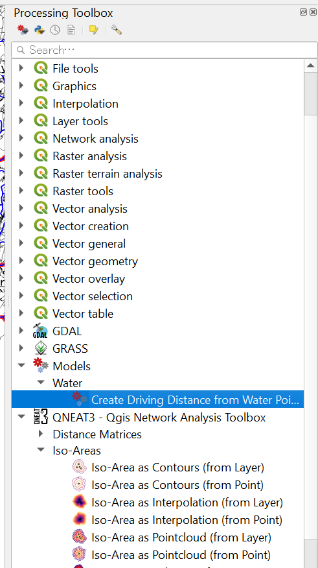 Processing Toolbox
Search…
File tools
Graphics
Interpolation
Layer tools
Network analysis
Raster analysis
Raster terrain analysis
Raster tools
Vector analysis
Vector creation
Vector general
Vector geometry
Vector overlay
Vector selection
Vector table
GDAL
GRASS
Models
Water
Create Driving Distance from Water Poi...
QNEAT3 - Qgis Network Analysis Toolbox
Distance Matrices
Iso-Areas
Iso-Area as Contours (from Layer)
Iso-Area as Contours (from Point)
Iso-Area as Interpolation (from Layer)
Iso-Area as Interpolation (from Point)
Iso-Area as Pointcloud (from Layer)
Iso-Area as Pointcloud (from Point)